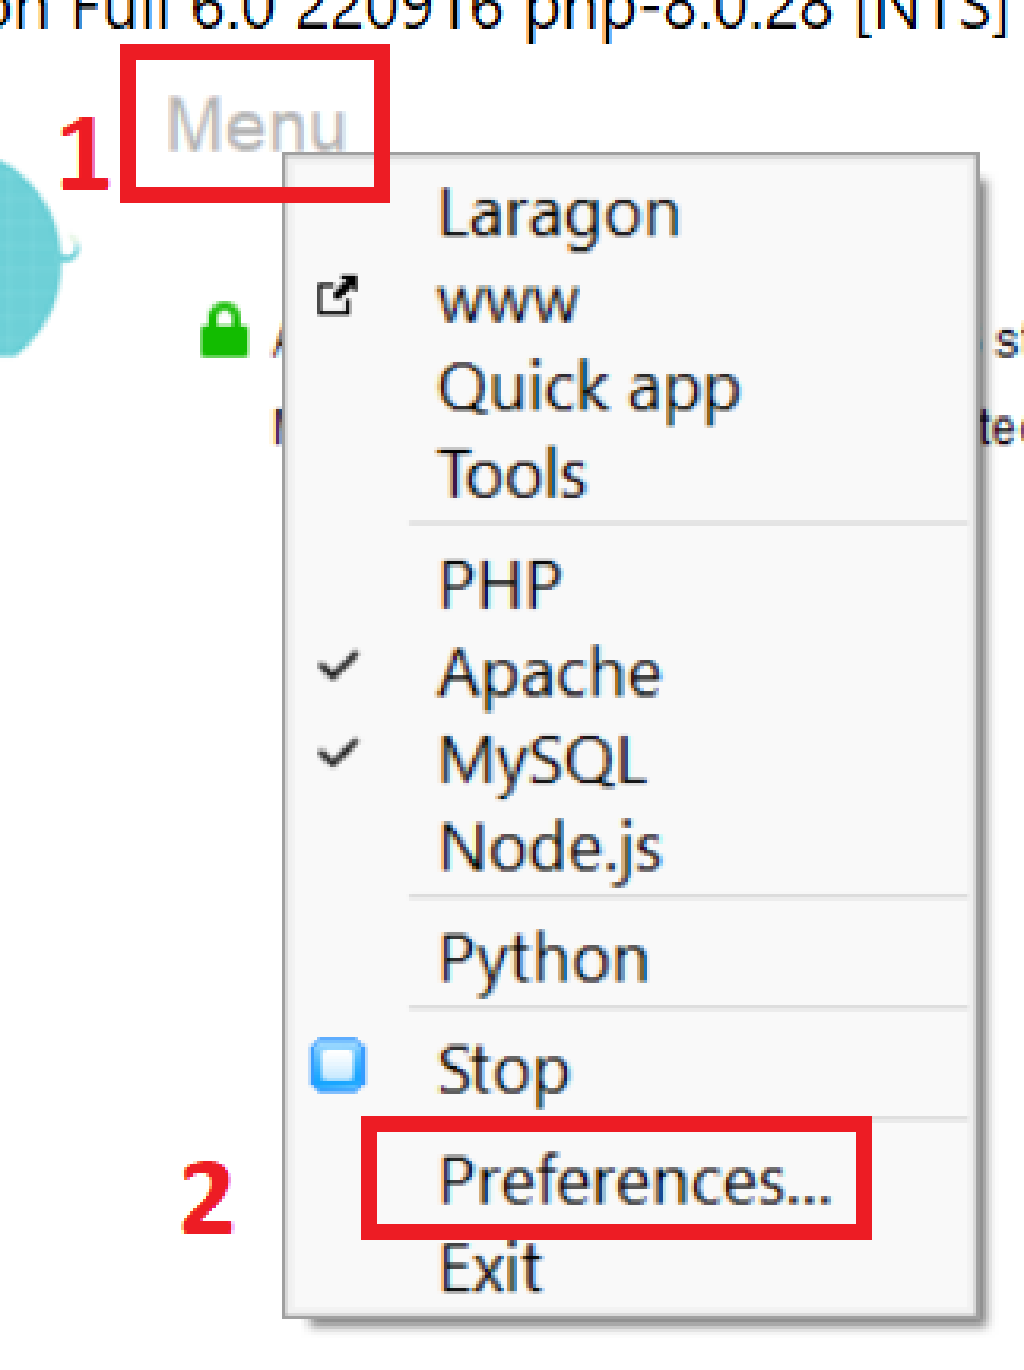 Full 6.0 220916 php-8.0.28 [NTS]
1
Menu
Laragon
www
Quick app
Tools
PHP
Apache
MySQL
Node.js
Python
Stop
2
Preferences...
Exit